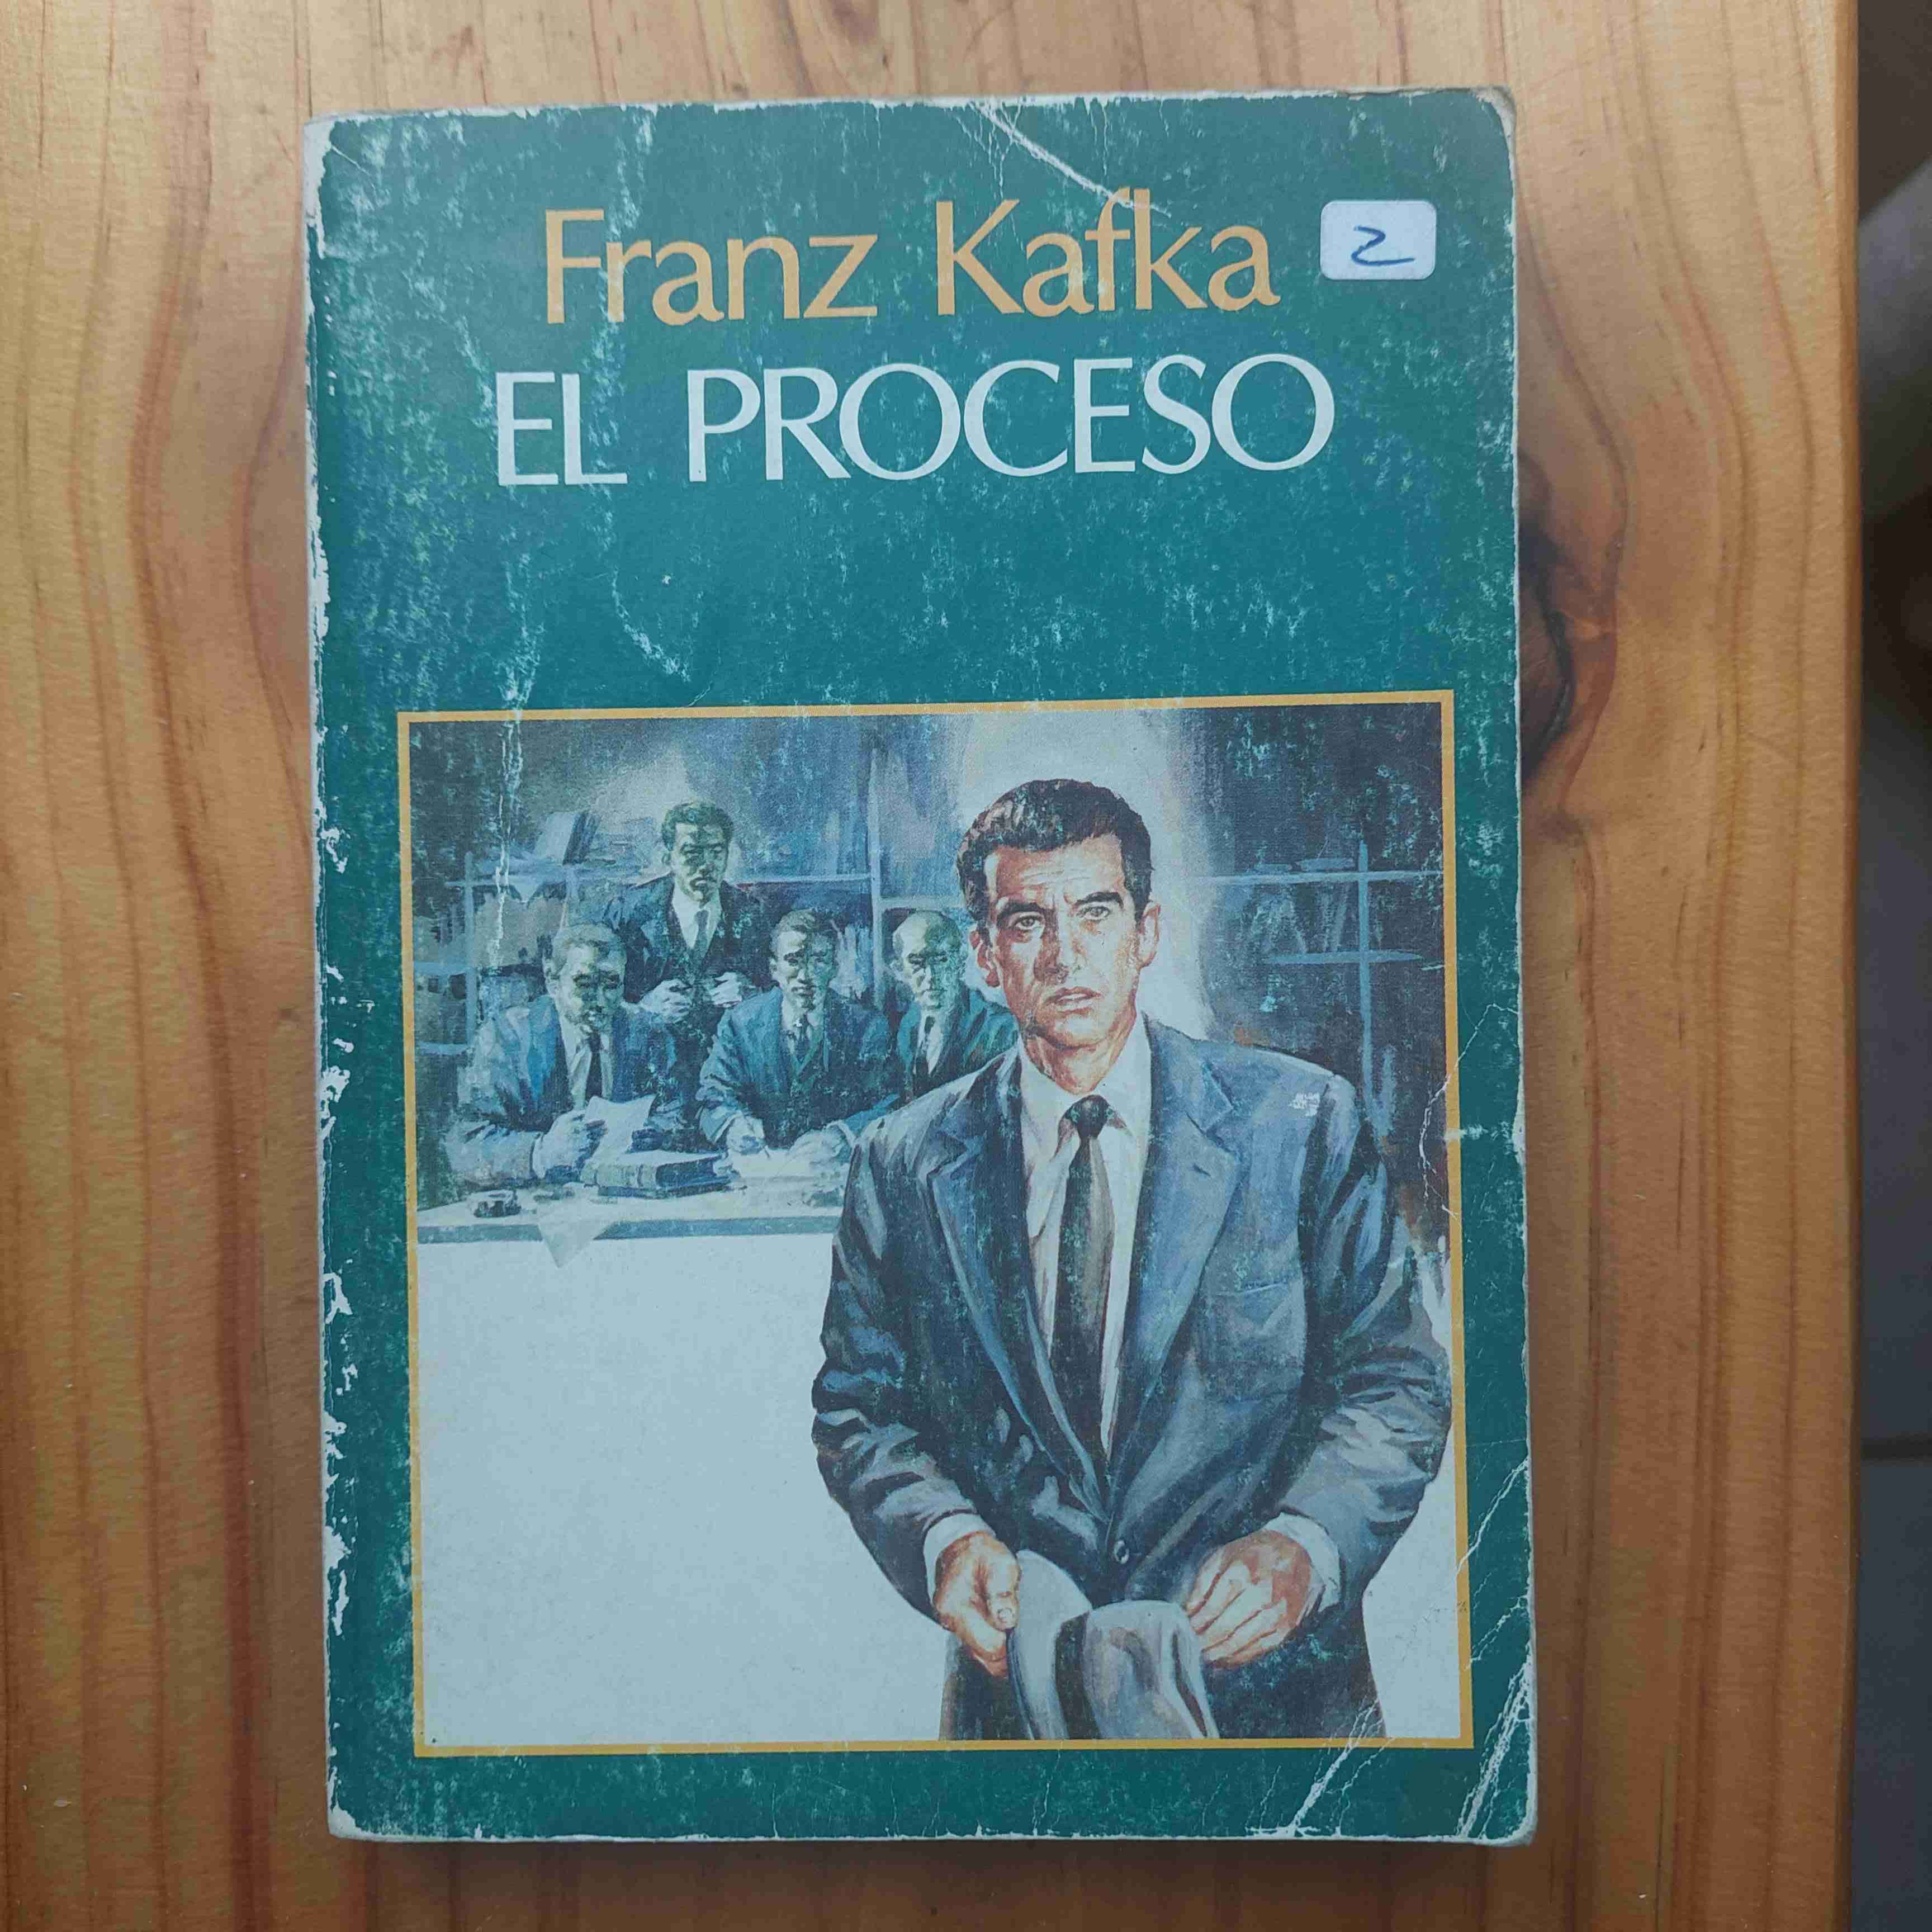 Franz Kafka
2
EL PROCESO